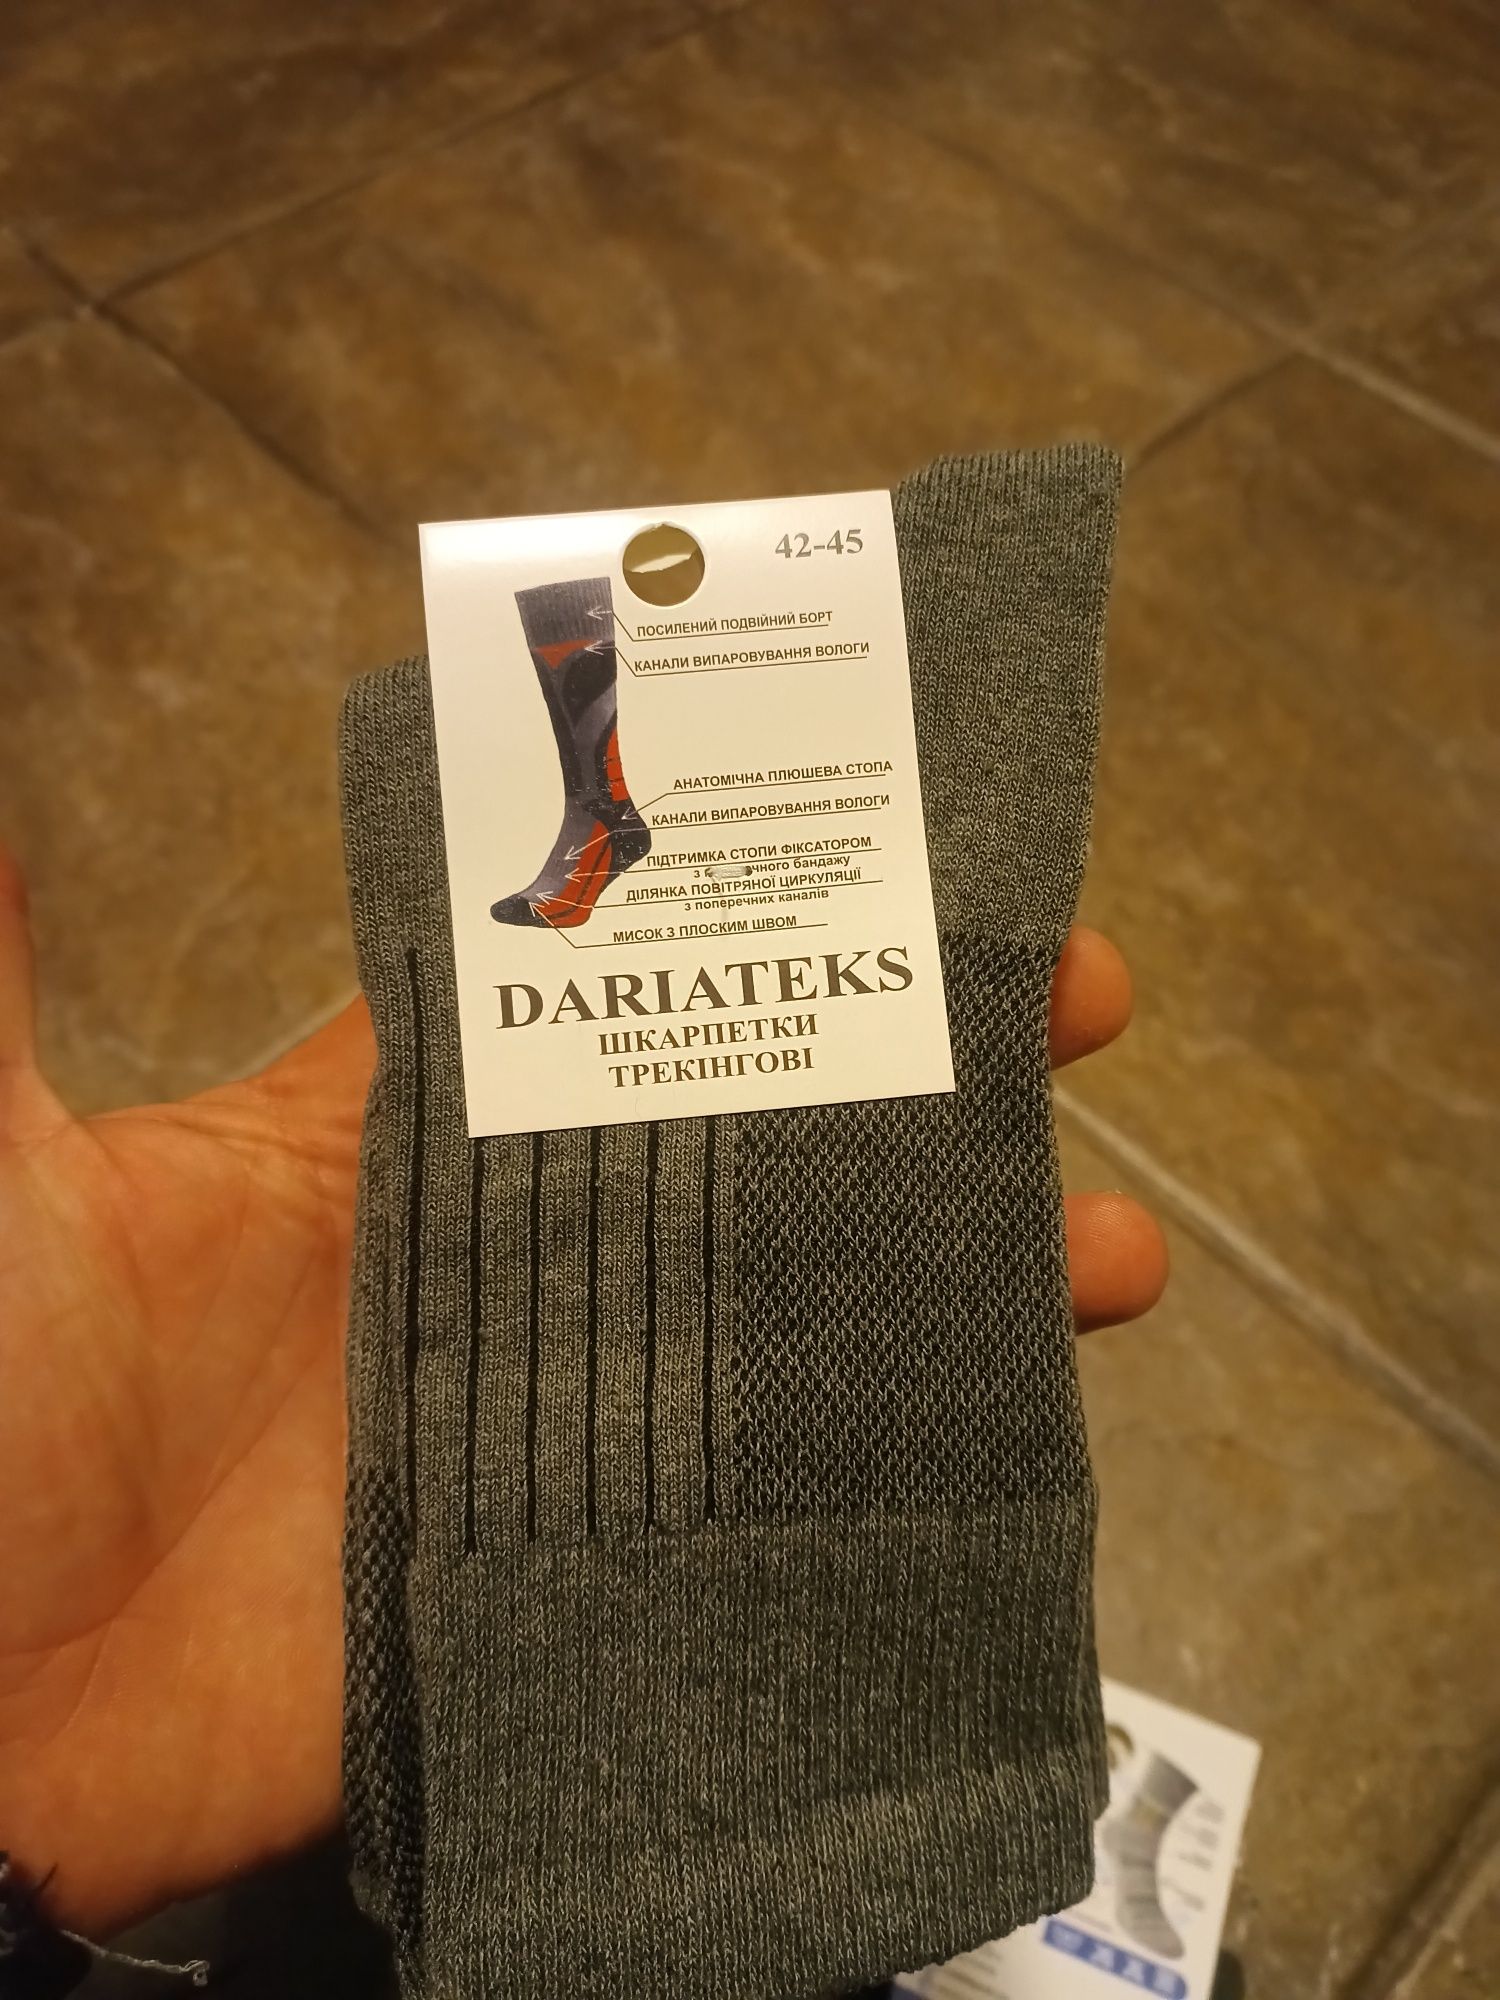 42-45
ПОСИЛЕНИЙ ПОДВІЙНИЙ БОРТ
КАНАЛИ ВИПАРОВУВАННЯ ВОЛОГИ
АНАТОМІЧНА ПЛЮШЕВА СТОПА
КАНАЛИ ВИПАРОВУВАННЯ ВОЛОГИ
ПІДТРИМКА СТОПИ ФІКСАТОРОМ
з бандажу
ДІЛЯНКА ПОВІТРЯНОЇ ЦИРКУЛЯЦІЇ
з поперечних каналів
МИСОК З ПЛОСКИМ ШВОМ
DARIATEKS
ШКАРПЕТКИ
ТРЕКІНГОВІ